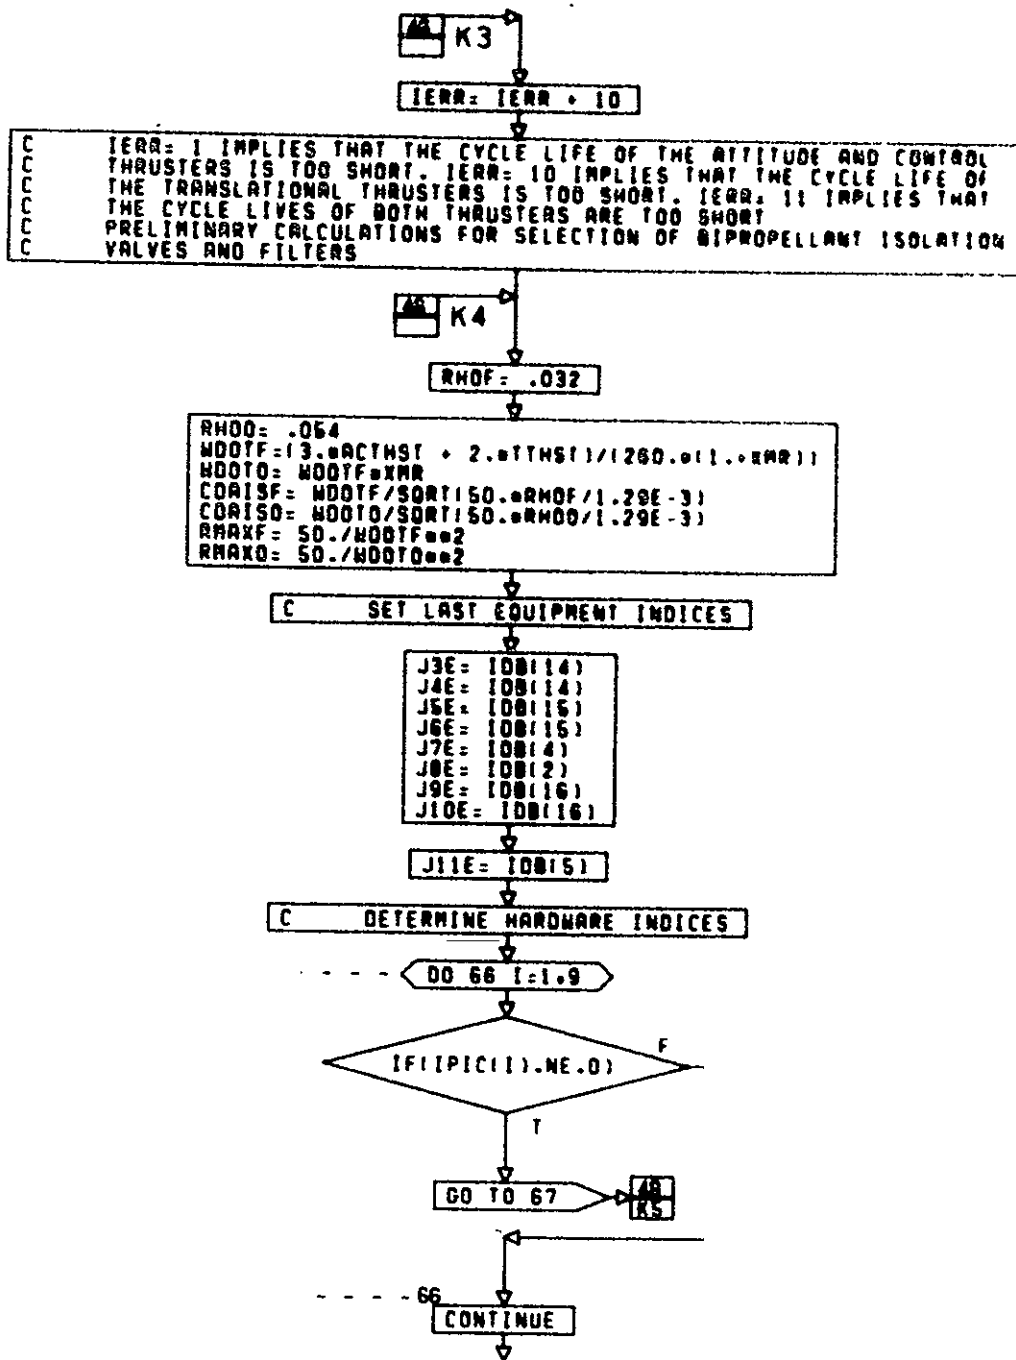 K3
IERR= IERR + 10
C IERR= 1 IMPLIES THAT THE CYCLE LIFE OF THE ATTITUDE AND CONTROL
C THRUSTERS IS TOO SHORT. IERR= 10 IMPLIES THAT THE CYCLE LIFE OF
C THE TRANSLATIONAL THRUSTERS IS TOO SHORT. IERR= 11 IMPLIES THAT
C THE CYCLE LIVES OF BOTH THRUSTERS ARE TOO SHORT
C PRELIMINARY CALCULATIONS FOR SELECTION OF BIPROPELLANT ISOLATION
C VALVES AND FILTERS
46
K4
RHOF= .032
RHOO= .054
WDOTF=(3.*ACTHST + 2.*TTHST)/(260.*(1.+XMR))
WDOTO= WDOTF*XMR
CDAISF= WDOTF/SQRT(50.*RHOF/1.29E-3)
CDAISO= WDOTO/SQRT(50.*RHOO/1.29E-3)
RMAXF= 50./WDOTF**2
RMAXO= 50./WDOTO**2
C SET LAST EQUIPMENT INDICES
J3E= IDB(14)
J4E= IDB(14)
J5E= IDB(15)
J6E= IDB(15)
J7E= IDB(4)
J8E= IDB(2)
J9E= IDB(16)
J10E= IDB(16)
J11E= IDB(5)
C DETERMINE HARDWARE INDICES
DO 66 I=1,9
IF(IPIC(I).NE.0)
F
T
GO TO 67
K5
66
CONTINUE